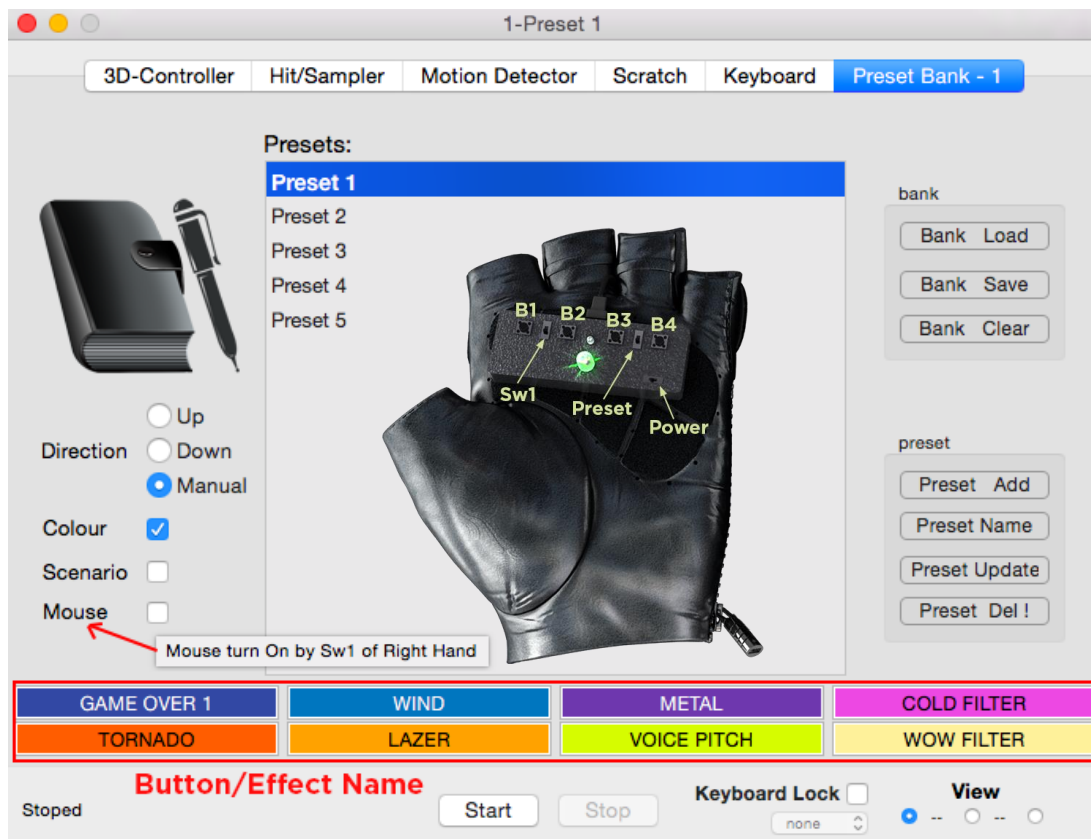 1-Preset 1
3D-Controller Hit/Sampler Motion Detector Scratch Keyboard Preset Bank - 1
Presets:
Preset 1
Preset 2
Preset 3
Preset 4
Preset 5
B1 B2 B3 B4
Sw1
Preset
Power
bank
Bank Load
Bank Save
Bank Clear
Direction
Up
Down
Manual
Colour
Scenario
Mouse
Mouse turn On by Sw1 of Right Hand
preset
Preset Add
Preset Name
Preset Update
Preset Del !
GAME OVER 1 WIND METAL COLD FILTER
TORNADO LAZER VOICE PITCH WOW FILTER
Button/Effect Name
Stoped
Start
Stop
Keyboard Lock
none
View
-- --